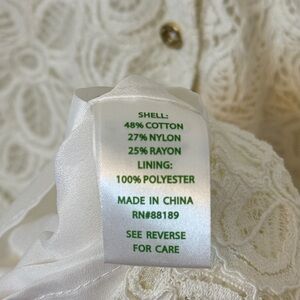 SHELL:
48% COTTON
27% NYLON
25% RAYON
LINING:
100% POLYESTER
MADE IN CHINA
RN#88189
SEE REVERSE
FOR CARE